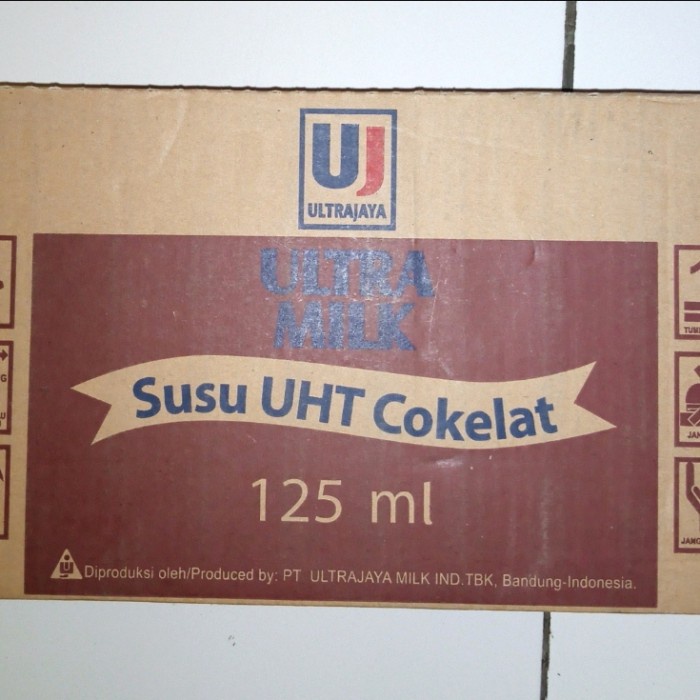 UJ
ULTRAJAYA
ULTRA
MILK
Susu UHT Cokelat
125 ml
Diproduksi oleh/Produced by: PT ULTRAJAYA MILK IND.TBK, Bandung-Indonesia.